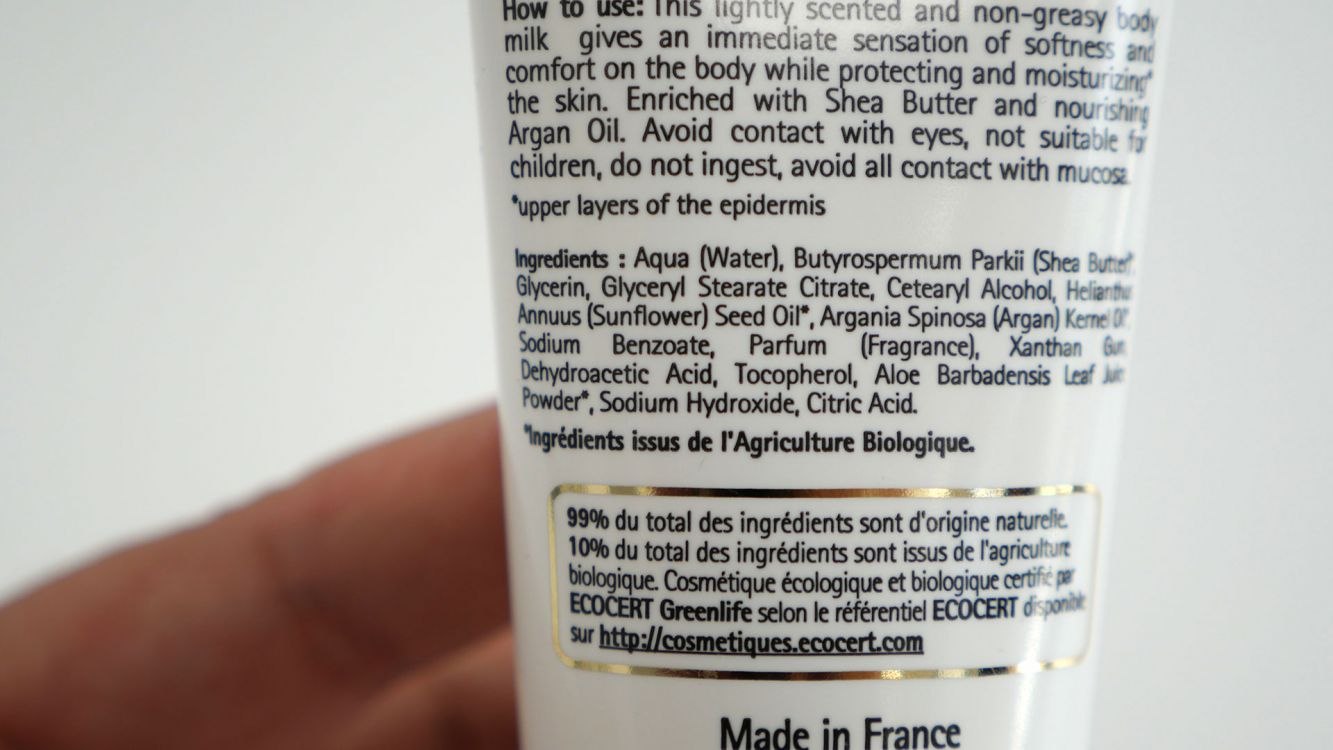 How to use: This lightly scented and non-greasy body
milk gives an immediate sensation of softness and
comfort on the body while protecting and moisturizing*
the skin. Enriched with Shea Butter and nourishing
Argan Oil. Avoid contact with eyes, not suitable for
children, do not ingest, avoid all contact with mucosa.
*upper layers of the epidermis
Ingredients : Aqua (Water), Butyrospermum Parkii (Shea Butter)*,
Glycerin, Glyceryl Stearate Citrate, Cetearyl Alcohol, Helianthus
Annuus (Sunflower) Seed Oil*, Argania Spinosa (Argan) Kernel Oil*,
Sodium Benzoate, Parfum (Fragrance), Xanthan Gum,
Dehydroacetic Acid, Tocopherol, Aloe Barbadensis Leaf Juice
Powder*, Sodium Hydroxide, Citric Acid.
*Ingrédients issus de l'Agriculture Biologique.
99% du total des ingrédients sont d'origine naturelle.
10% du total des ingrédients sont issus de l'agriculture
biologique. Cosmétique écologique et biologique certifié par
ECOCERT Greenlife selon le référentiel ECOCERT disponible
sur http://cosmetiques.ecocert.com
Made in France